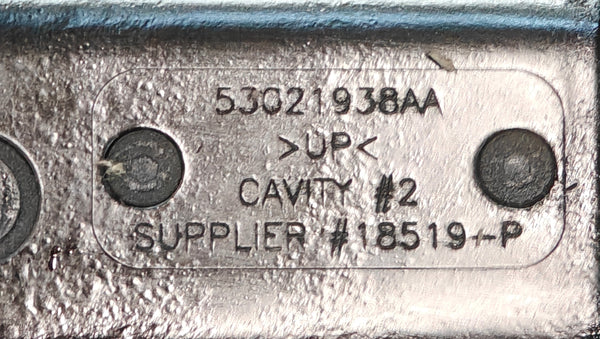 53021938AA
>UP<
CAVITY #2
SUPPLIER #18519-P